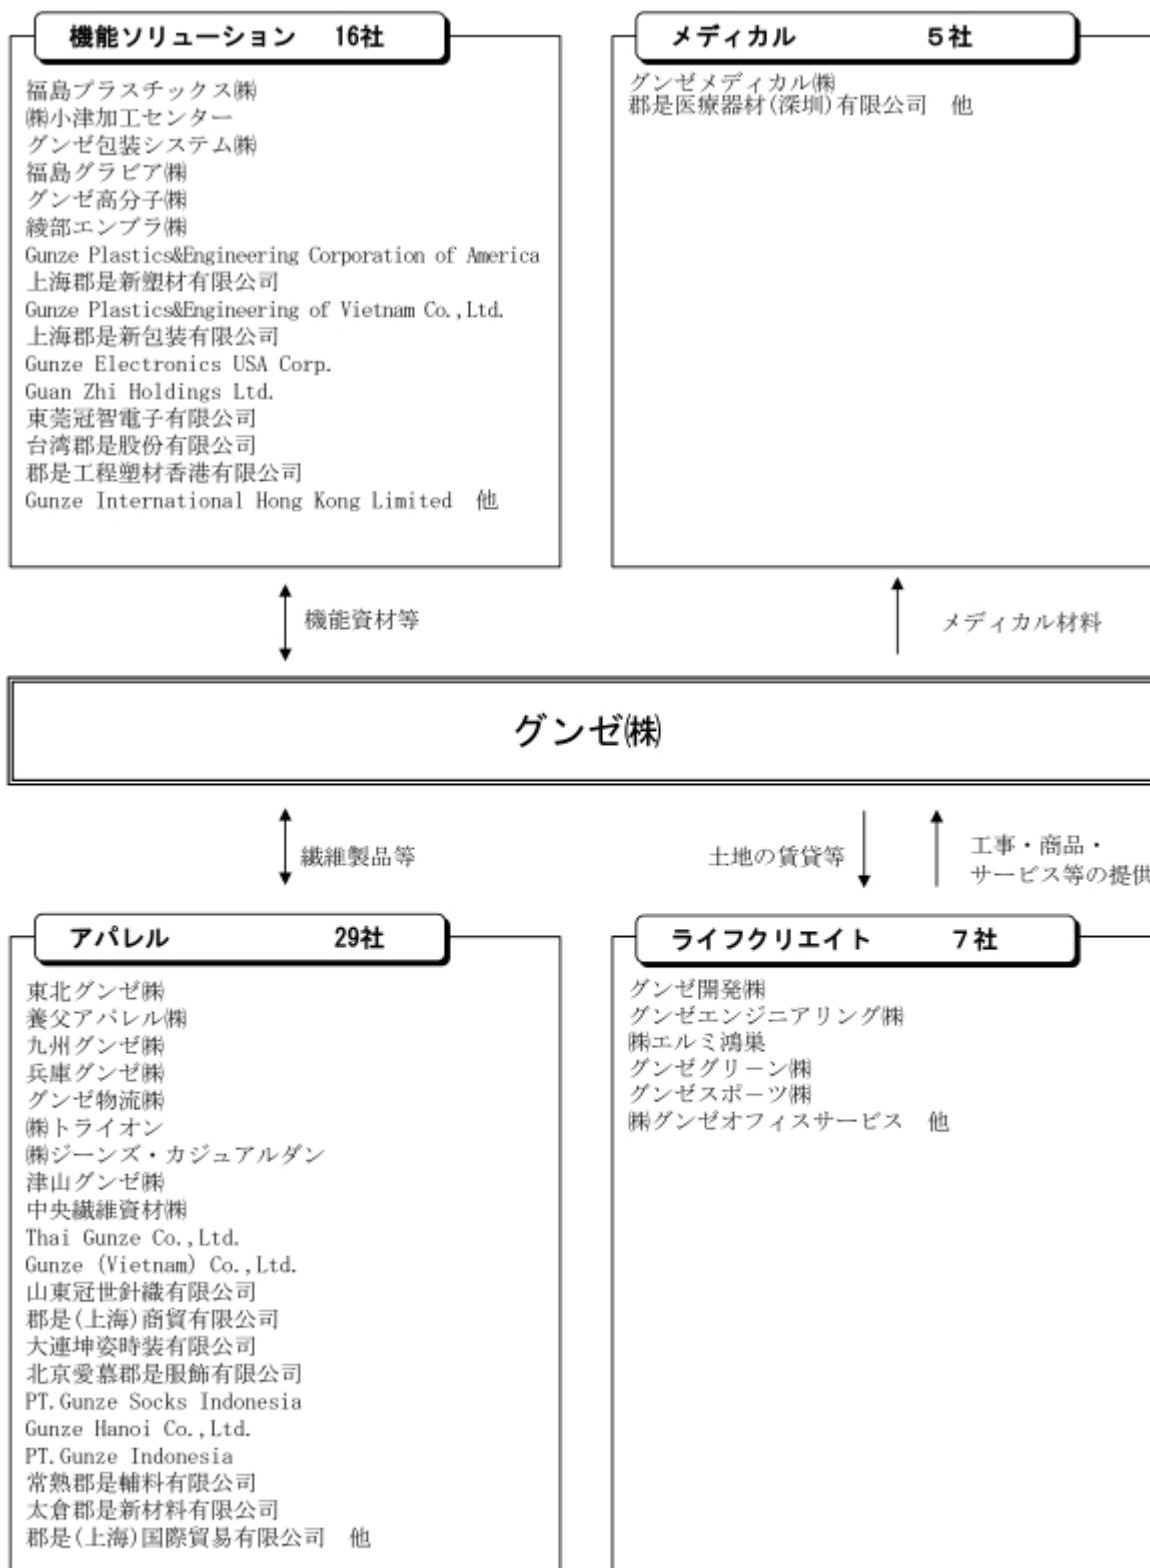 機能ソリューション 16社
福島プラスチックス㈱
㈱小津加工センター
グンゼ包装システム㈱
福島グラビア㈱
グンゼ高分子㈱
綾部エンプラ㈱
Gunze Plastics&Engineering Corporation of America
上海郡是新塑材有限公司
Gunze Plastics&Engineering of Vietnam Co.,Ltd.
上海郡是新包装有限公司
Gunze Electronics USA Corp.
Guan Zhi Holdings Ltd.
東莞冠智電子有限公司
台湾郡是股份有限公司
郡是工程塑材香港有限公司
Gunze International Hong Kong Limited 他
メディカル 5社
グンゼメディカル㈱
郡是医療器材(深圳)有限公司 他
機能資材等
メディカル材料
グンゼ㈱
繊維製品等
土地の賃貸等
工事・商品・
サービス等の提供
アパレル 29社
東北グンゼ㈱
養父アパレル㈱
九州グンゼ㈱
兵庫グンゼ㈱
グンゼ物流㈱
㈱トライオン
㈱ジーンズ・カジュアルダン
津山グンゼ㈱
中央繊維資材㈱
Thai Gunze Co.,Ltd.
Gunze (Vietnam) Co.,Ltd.
山東冠世針織有限公司
郡是(上海)商貿有限公司
大連坤姿時装有限公司
北京愛慕郡是服飾有限公司
PT.Gunze Socks Indonesia
Gunze Hanoi Co.,Ltd.
PT.Gunze Indonesia
常熟郡是輔料有限公司
太倉郡是新材料有限公司
郡是(上海)国際貿易有限公司 他
ライフクリエイト 7社
グンゼ開発㈱
グンゼエンジニアリング㈱
㈱エルミ鴻巣
グンゼグリーン㈱
グンゼスポーツ㈱
㈱グンゼオフィスサービス 他